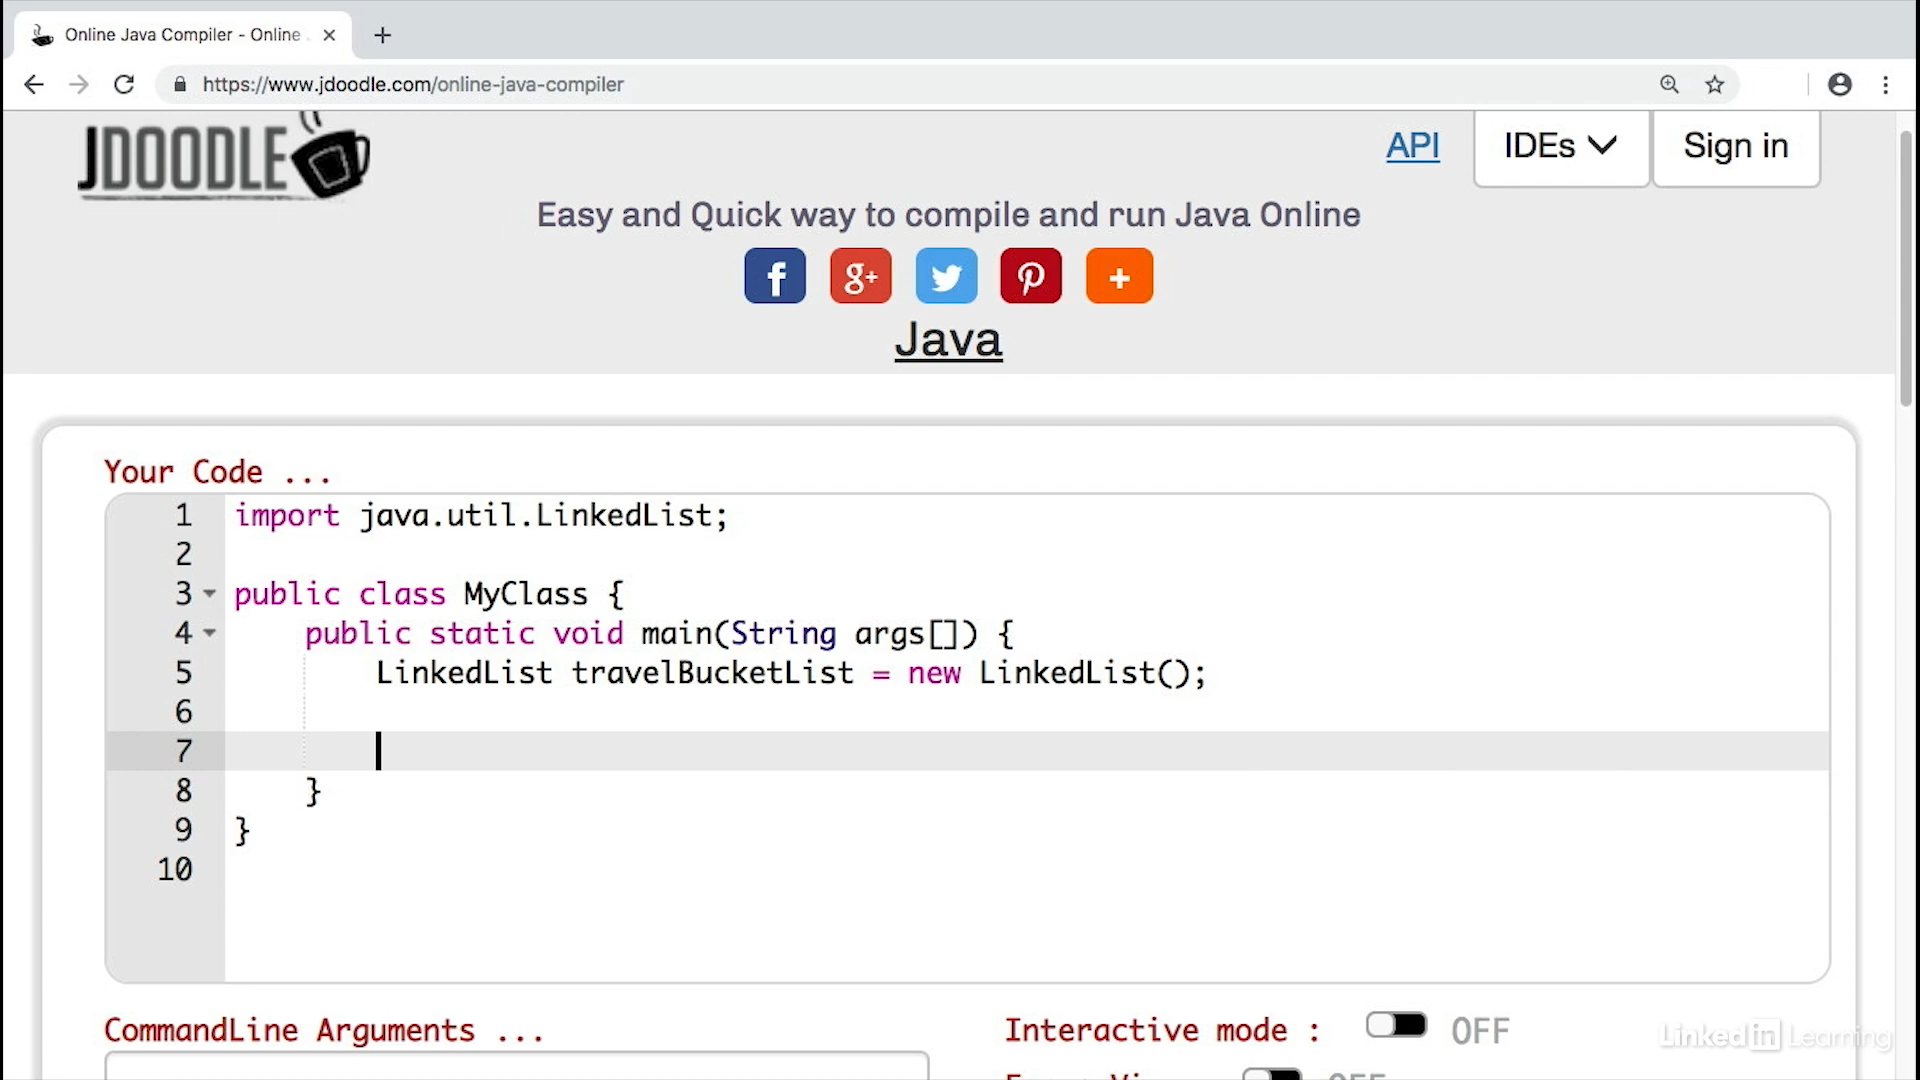 Online Java Compiler - Online
https://www.jdoodle.com/online-java-compiler
JDOODLE
API
IDEs
Sign in
Easy and Quick way to compile and run Java Online
f
g+
+
Java
Your Code ...
1 import java.util.LinkedList;
2
3 public class MyClass {
4 public static void main(String args[]) {
5 LinkedList travelBucketList = new LinkedList();
6
7
8 }
9 }
10
CommandLine Arguments ...
Interactive mode : OFF
LinkedIn Learning